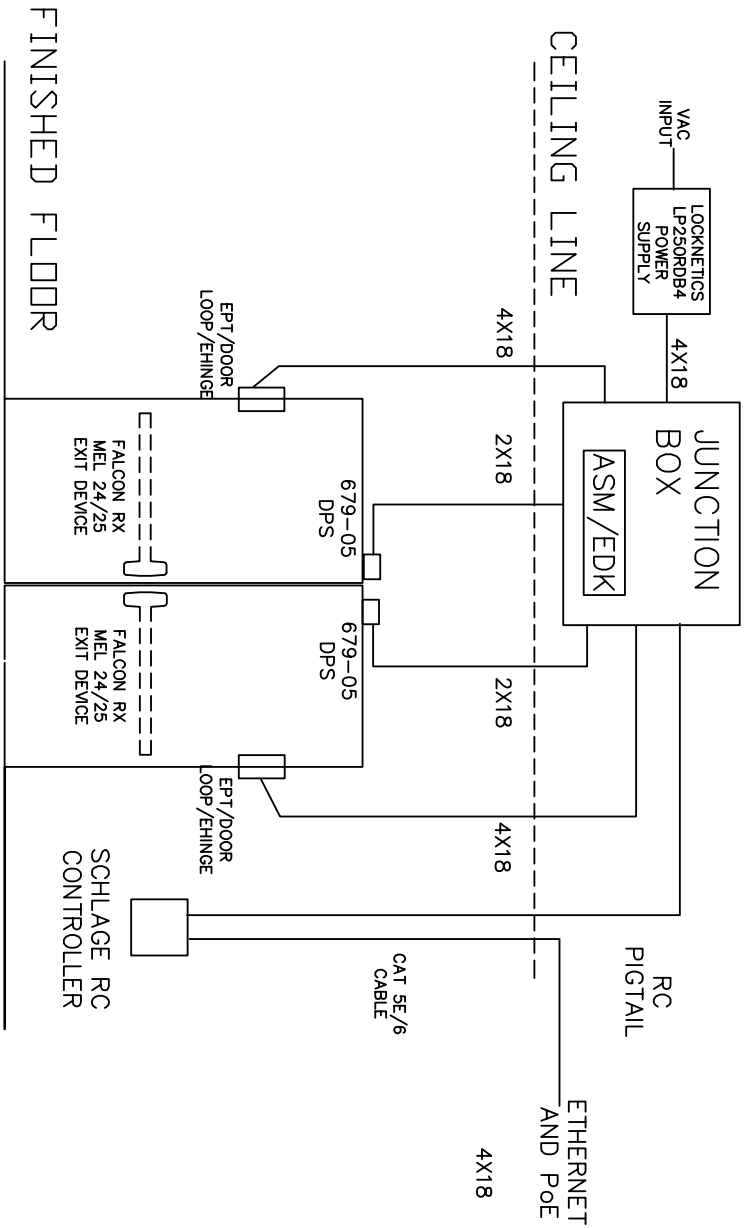 VAC
INPUT
LOCKNETICS
LP250RDB4
POWER
SUPPLY
4X18
JUNCTION
BOX
ASM/EDK
RC
PIGTAIL
ETHERNET
AND PoE
4X18
CEILING LINE
4X18
2X18
2X18
4X18
CAT 5E/6
CABLE
EPT/DOOR
LOOP/EHINGE
679-05
DPS
679-05
DPS
EPT/DOOR
LOOP/EHINGE
FALCON RX
MEL 24/25
EXIT DEVICE
FALCON RX
MEL 24/25
EXIT DEVICE
SCHLAGE RC
CONTROLLER
FINISHED FLOOR